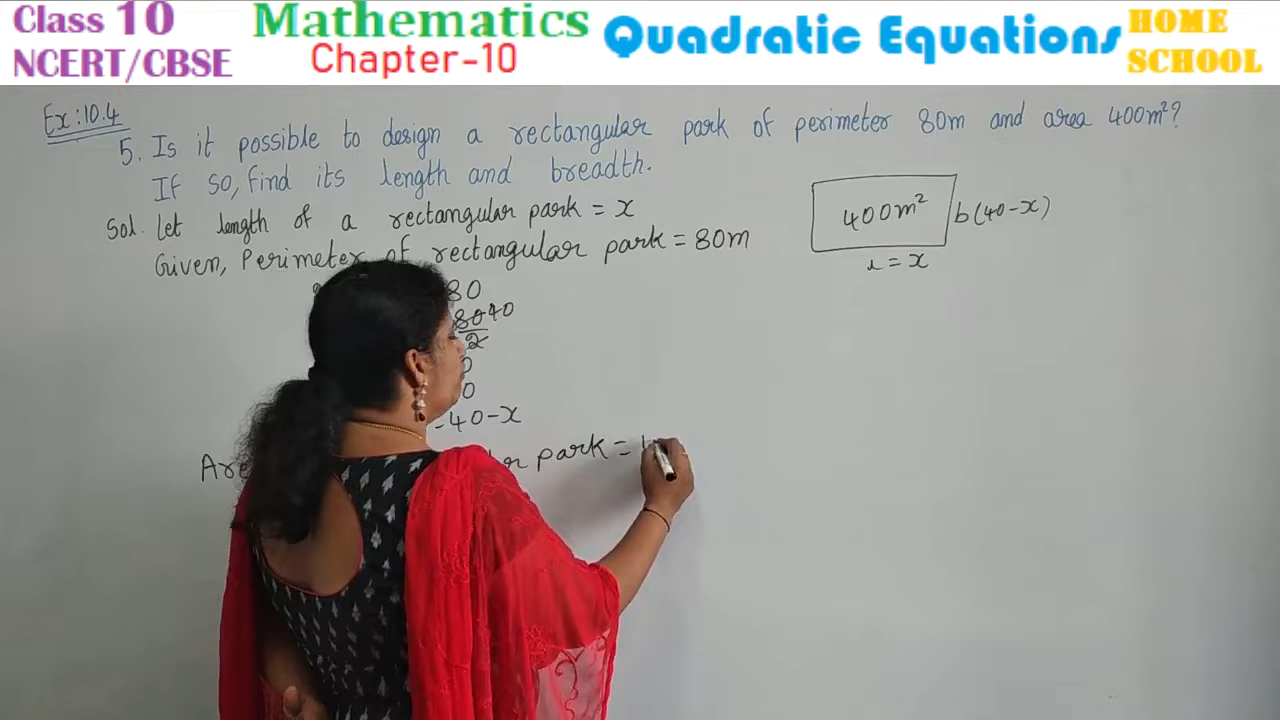 Class 10
NCERT/CBSE
Mathematics
Chapter-10
Quadratic Equations
HOME
SCHOOL
Ex:10.4
5. Is it possible to design a rectangular park of perimeter 80m and area 400m²?
If so, find its length and breadth.
Sol. Let length of a rectangular park = x
Given, Perimeter of rectangular park = 80m
80
80 40
2
0
0
-40-x
park =
400m²
b(40-x)
l = x